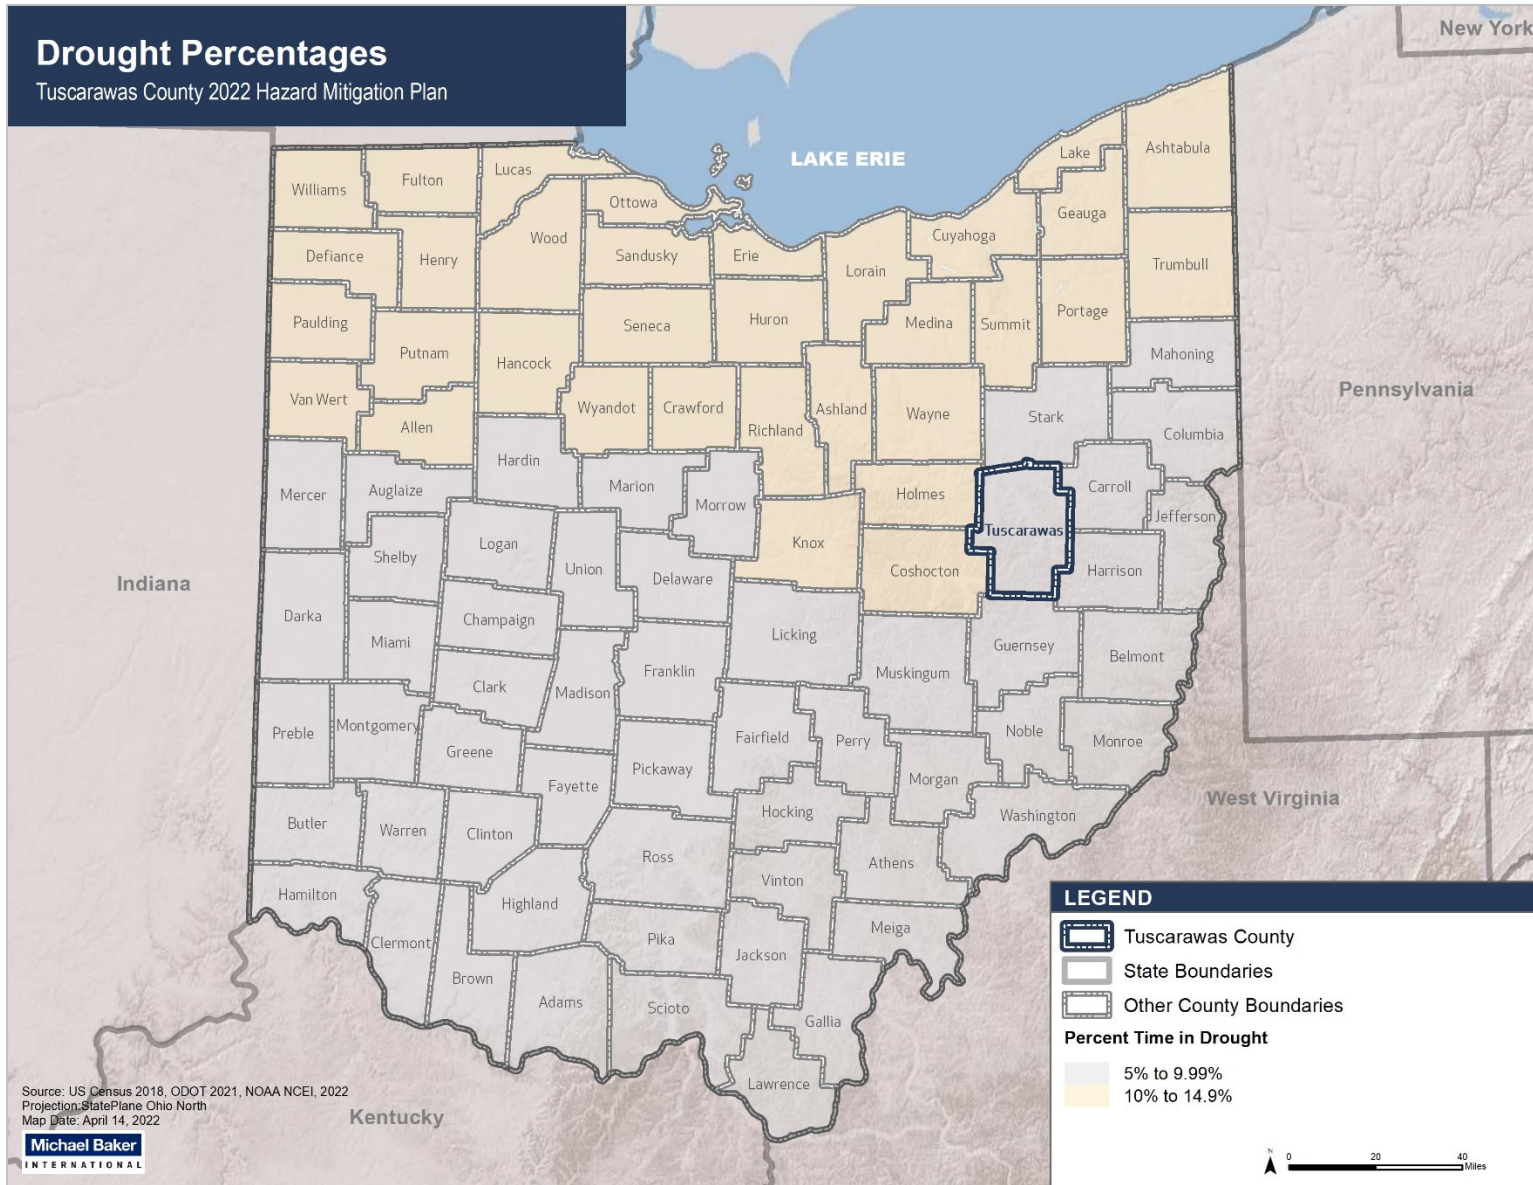 Drought Percentages
Tuscarawas County 2022 Hazard Mitigation Plan
New York
LAKE ERIE
Ashtabula
Lake
Geauga
Williams
Fulton
Lucas
Ottowa
Wood
Cuyahoga
Defiance
Henry
Sandusky
Erie
Lorain
Trumbull
Paulding
Putnam
Seneca
Huron
Medina
Summit
Portage
Mahoning
Hancock
Pennsylvania
Van Wert
Allen
Wyandot
Crawford
Richland
Ashland
Wayne
Stark
Columbia
Hardin
Mercer
Auglaize
Marion
Morrow
Holmes
Carroll
Jefferson
Tuscarawas
Knox
Logan
Shelby
Union
Delaware
Coshocton
Harrison
Indiana
Darka
Champaign
Miami
Licking
Guernsey
Belmont
Franklin
Muskingum
Clark
Madison
Preble
Montgomery
Greene
Fairfield
Perry
Noble
Monroe
Pickaway
Fayette
Morgan
Hocking
Washington
West Virginia
Butler
Warren
Clinton
Ross
Athens
Vinton
Hamilton
Highland
Meiga
Clermont
Pika
Jackson
Brown
Adams
Scioto
Gallia
Lawrence
Kentucky
LEGEND
Tuscarawas County
State Boundaries
Other County Boundaries
Percent Time in Drought
5% to 9.99%
10% to 14.9%
Source: US Census 2018, ODOT 2021, NOAA NCEI, 2022
Projection:StatePlane Ohio North
Map Date: April 14, 2022
Michael Baker
INTERNATIONAL
N
0 20 40
Miles